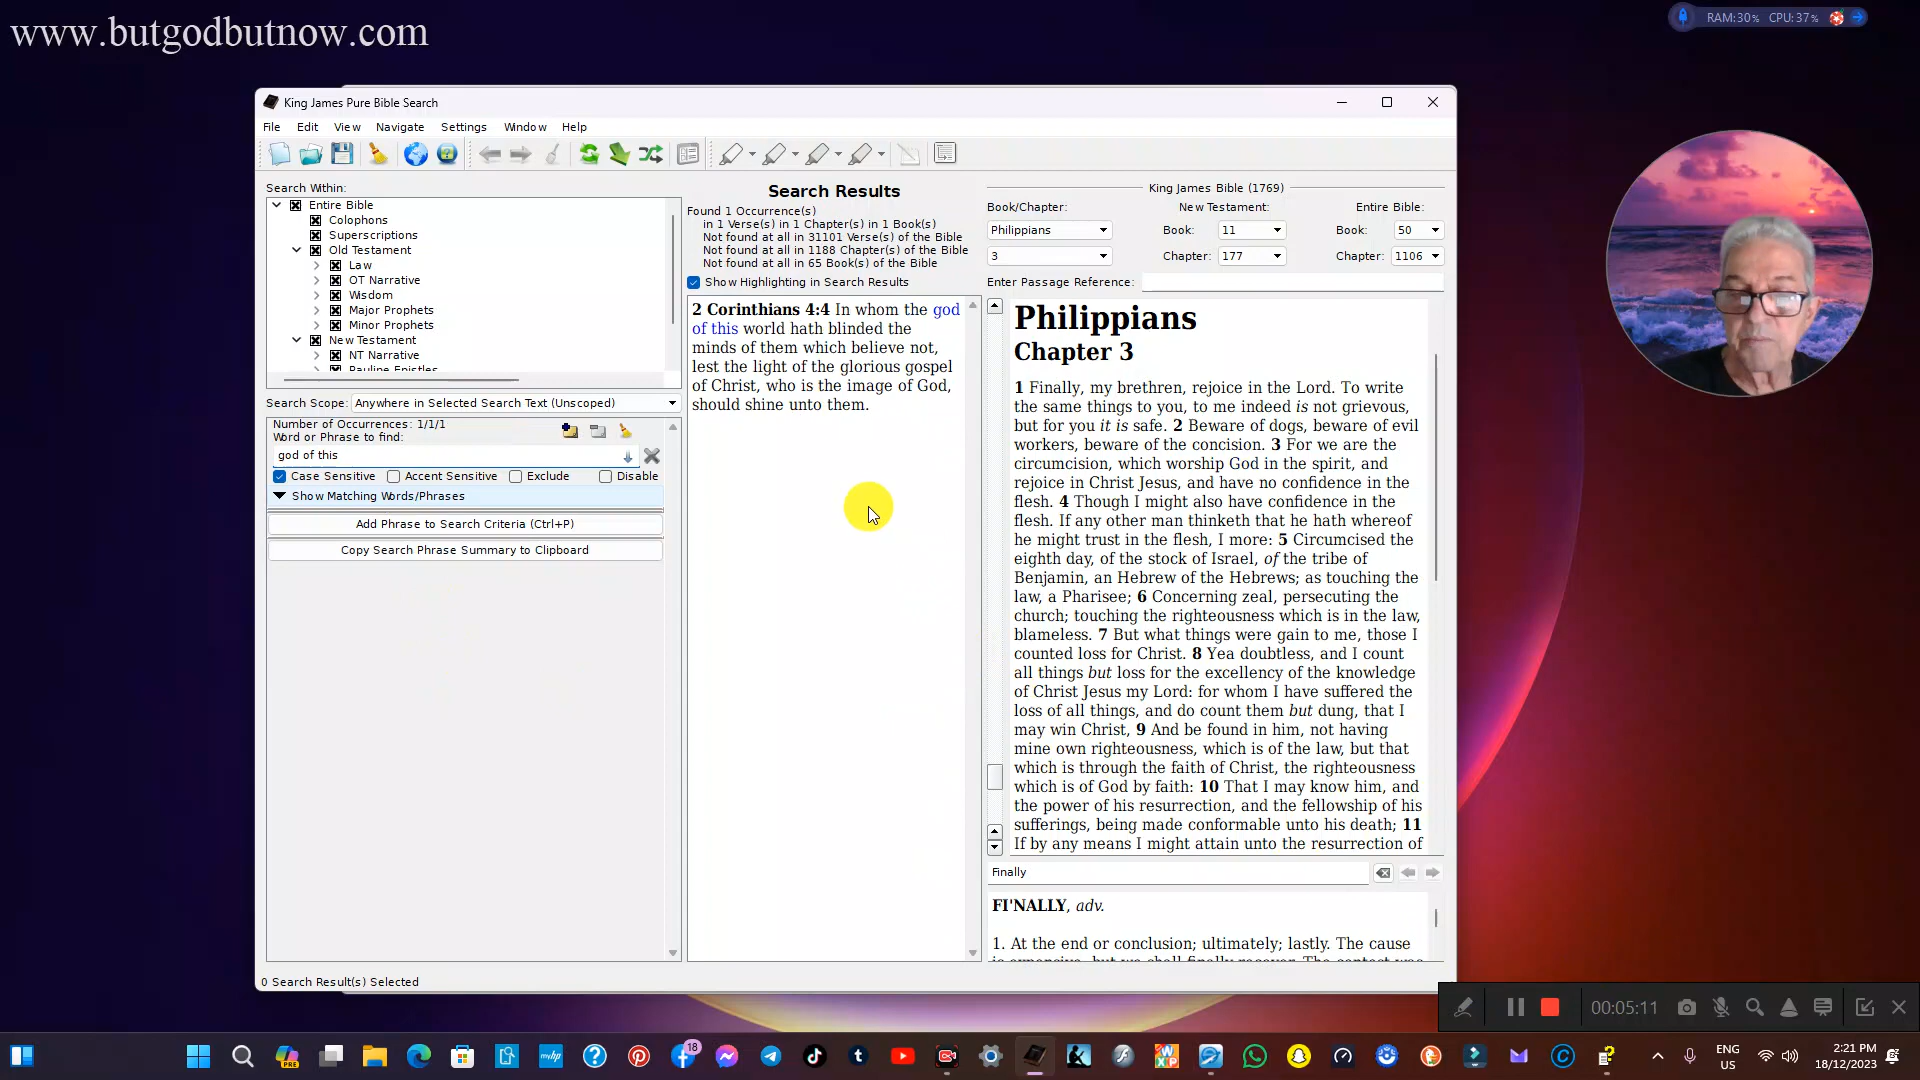 www.butgodbutnow.com
RAM:30% CPU:37%
King James Pure Bible Search
File Edit View Navigate Settings Window Help
Search Within:
Entire Bible
Colophons
Superscriptions
Old Testament
Law
OT Narrative
Wisdom
Major Prophets
Minor Prophets
New Testament
NT Narrative
Pauline Epistles
Search Scope: Anywhere in Selected Search Text (Unscoped)
Number of Occurrences: 1/1/1
Word or Phrase to find:
god of this
Case Sensitive Accent Sensitive Exclude Disable
Show Matching Words/Phrases
Add Phrase to Search Criteria (Ctrl+P)
Copy Search Phrase Summary to Clipboard
0 Search Result(s) Selected
Search Results
Found 1 Occurrence(s)
in 1 Verse(s) in 1 Chapter(s) in 1 Book(s)
Not found at all in 31101 Verse(s) of the Bible
Not found at all in 1188 Chapter(s) of the Bible
Not found at all in 65 Book(s) of the Bible
Show Highlighting in Search Results
2 Corinthians 4:4 In whom the god
of this world hath blinded the
minds of them which believe not,
lest the light of the glorious gospel
of Christ, who is the image of God,
should shine unto them.
King James Bible (1769)
Book/Chapter: New Testament: Entire Bible:
Philippians Book: 11 Book: 50
3 Chapter: 177 Chapter: 1106
Enter Passage Reference:
Philippians
Chapter 3
1 Finally, my brethren, rejoice in the Lord. To write
the same things to you, to me indeed is not grievous,
but for you it is safe. 2 Beware of dogs, beware of evil
workers, beware of the concision. 3 For we are the
circumcision, which worship God in the spirit, and
rejoice in Christ Jesus, and have no confidence in the
flesh. 4 Though I might also have confidence in the
flesh. If any other man thinketh that he hath whereof
he might trust in the flesh, I more: 5 Circumcised the
eighth day, of the stock of Israel, of the tribe of
Benjamin, an Hebrew of the Hebrews; as touching the
law, a Pharisee; 6 Concerning zeal, persecuting the
church; touching the righteousness which is in the law,
blameless. 7 But what things were gain to me, those I
counted loss for Christ. 8 Yea doubtless, and I count
all things but loss for the excellency of the knowledge
of Christ Jesus my Lord: for whom I have suffered the
loss of all things, and do count them but dung, that I
may win Christ, 9 And be found in him, not having
mine own righteousness, which is of the law, but that
which is through the faith of Christ, the righteousness
which is of God by faith: 10 That I may know him, and
the power of his resurrection, and the fellowship of his
sufferings, being made conformable unto his death; 11
If by any means I might attain unto the resurrection of
Finally
FI'NALLY, adv.
1. At the end or conclusion; ultimately; lastly. The cause
is expensive, but we shall finally recover. The contest was
00:05:11
PRE
myhp
18
ENG
US
2:21 PM
18/12/2023